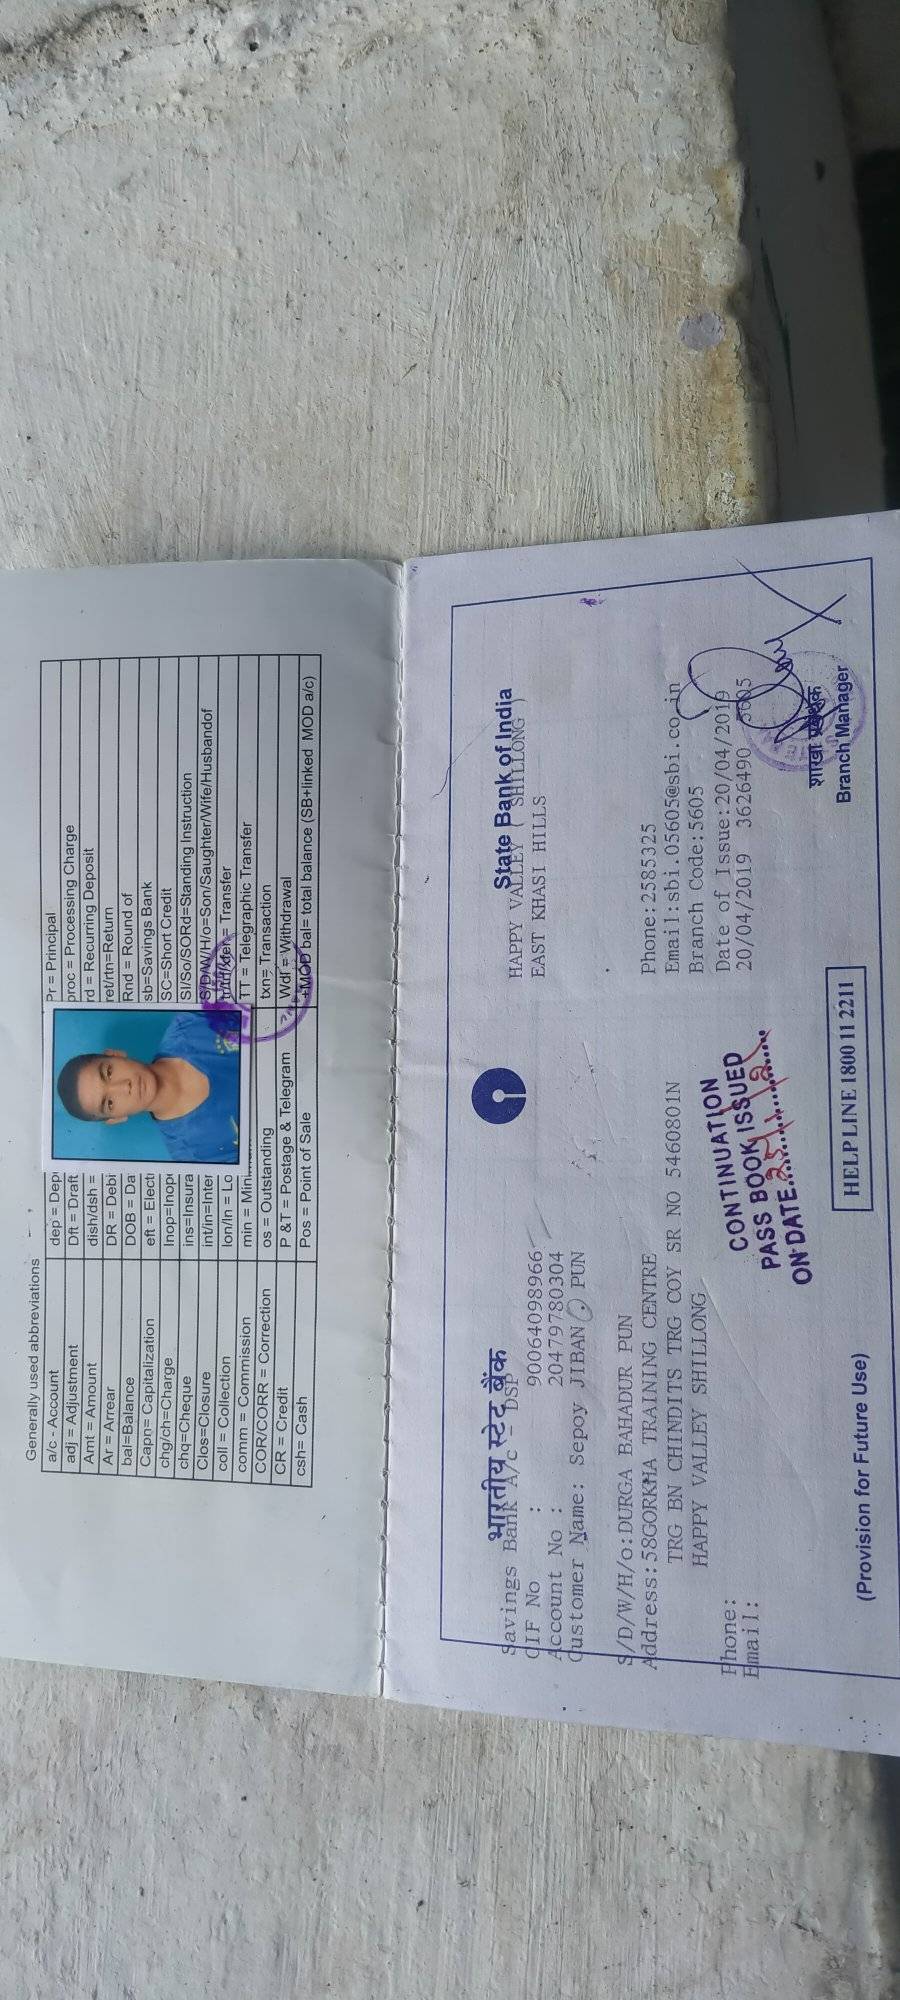 Generally used abbreviations
a/c - Account
dep = Dep
Pr = Principal
adj = Adjustment
Dft = Draft
proc = Processing Charge
Amt = Amount
dish/dsh =
rd = Recurring Deposit
Ar = Arrear
DR = Debi
ret/rtn=Return
bal=Balance
DOB = Da
Rnd = Round of
Capn= Capitalization
eft = Electr
sb=Savings Bank
chg/ch=Charge
Inop=Inop
SC=Short Credit
chq=Cheque
ins=Insura
SI/So/SORd=Standing Instruction
Clos=Closure
int/in=Inter
S/D/W/H/o=Son/Saughter/Wife/Husbandof
coll = Collection
lon/ln = Lo
= Transfer
comm = Commission
min = Mini
TT = Telegraphic Transfer
COR/CORR = Correction
os = Outstanding
txn= Transaction
CR = Credit
P &T = Postage & Telegram
Wdl = Withdrawal
csh= Cash
Pos = Point of Sale
+MOD bal= total balance (SB+linked MOD a/c)
भारतीय स्टेट बैंक
State Bank of India
Savings Bank A/c - DSP
HAPPY VALLEY ( SHILLONG )
CIF No : 90064098966
EAST KHASI HILLS
Account No : 20479780304
Customer Name: Sepoy JIBAN . PUN
S/D/W/H/o:DURGA BAHADUR PUN
Phone:2585325
Address:58GORKHA TRAINING CENTRE
Email:sbi.05605@sbi.co.in
TRG BN CHINDITS TRG COY SR NO 5460801N
Branch Code:5605
HAPPY VALLEY SHILLONG
Date of Issue:20/04/2019
Phone:
20/04/2019 3626490 5605
Email:
CONTINUATION
PASS BOOK ISSUED
ON DATE
शाखा प्रबंधक
Branch Manager
(Provision for Future Use)
HELPLINE 1800 11 2211